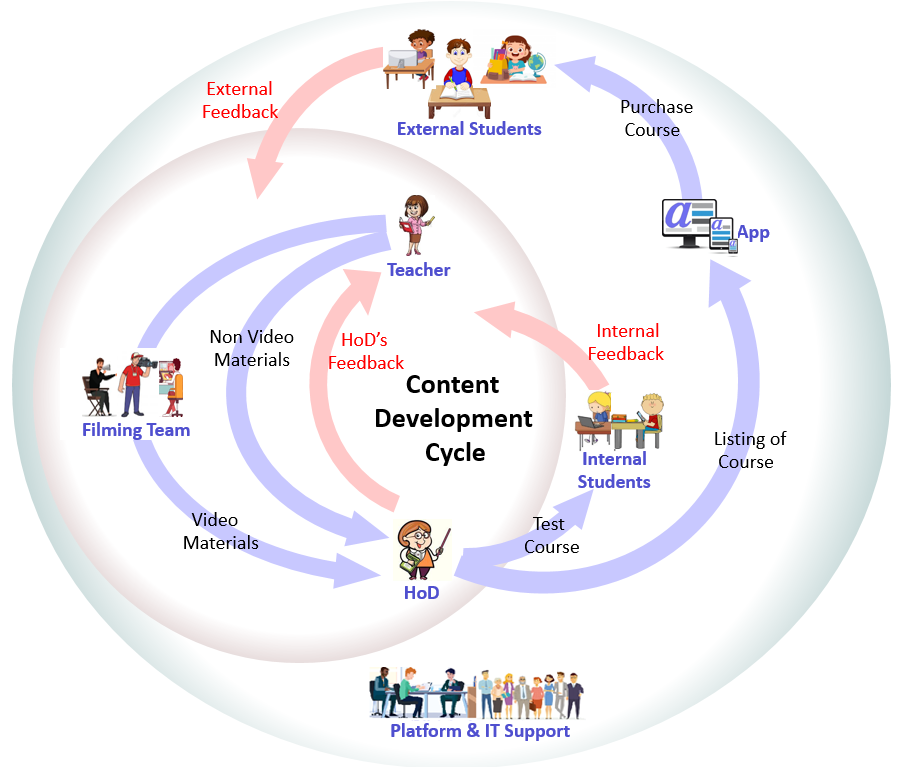 External
Feedback
External Students
Purchase
Course
a
a
a
App
Teacher
Non Video
Materials
HoD's
Feedback
Internal
Feedback
Content
Development
Cycle
Filming Team
Internal
Students
Listing of
Course
Video
Materials
Test
Course
HoD
Platform & IT Support